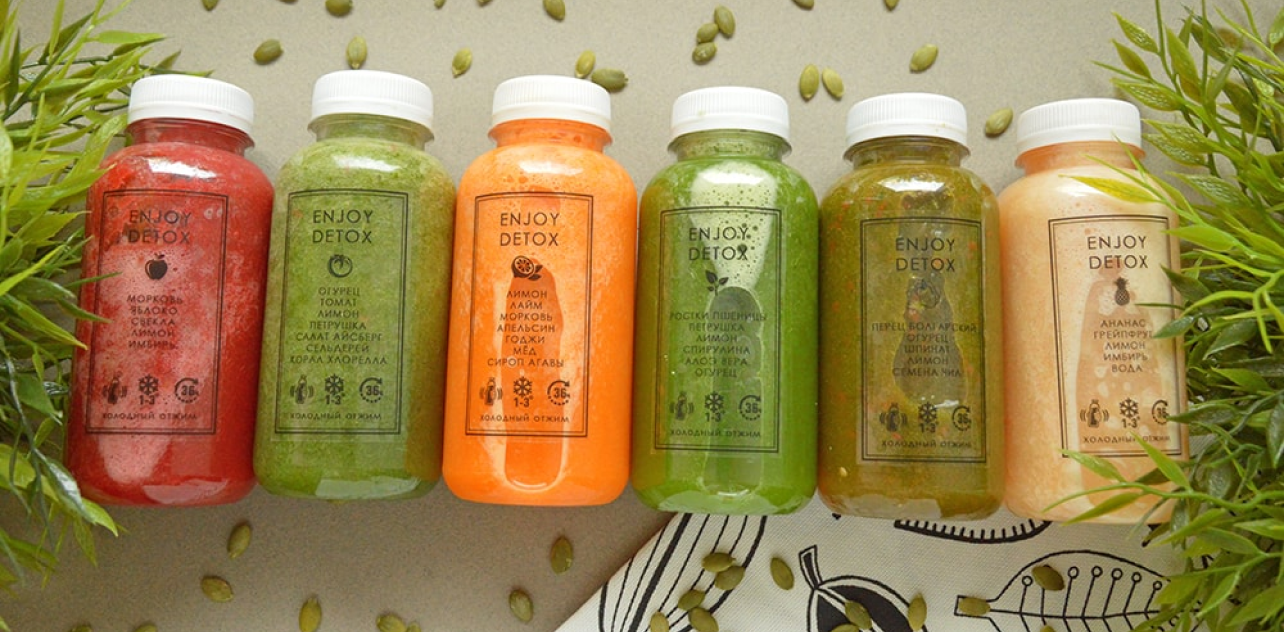 ENJOY
DETOX
МОРКОВЬ
ЯБЛОКО
СВЕКЛА
ЛИМОН
ИМБИРЬ
1-3°
36
ХОЛОДНЫЙ ОТЖИМ
ENJOY
DETOX
ОГУРЕЦ
ТОМАТ
ЛИМОН
ПЕТРУШКА
САЛАТ АЙСБЕРГ
СЕЛЬДЕРЕЙ
КОРАЛ ХЛОРЕЛЛА
1-3°
36
ХОЛОДНЫЙ ОТЖИМ
ENJOY
DETOX
ЛИМОН
ЛАЙМ
МОРКОВЬ
АПЕЛЬСИН
ГОДЖИ
МЁД
СИРОП АГАВЫ
1-3°
36
ХОЛОДНЫЙ ОТЖИМ
ENJOY
DETOX
РОСТКИ ПШЕНИЦЫ
ПЕТРУШКА
ЛИМОН
СПИРУЛИНА
АЛОЭ ВЕРА
ОГУРЕЦ
1-3°
36
ХОЛОДНЫЙ ОТЖИМ
ENJOY
DETOX
ПЕРЕЦ БОЛГАРСКИЙ
ОГУРЕЦ
ШПИНАТ
ЛИМОН
СЕМЕНА ЧИА
1-3°
36
ХОЛОДНЫЙ ОТЖИМ
ENJOY
DETOX
АНАНАС
ГРЕЙПФРУТ
ЛИМОН
ИМБИРЬ
ВОДА
1-3°
36
ХОЛОДНЫЙ ОТЖИМ